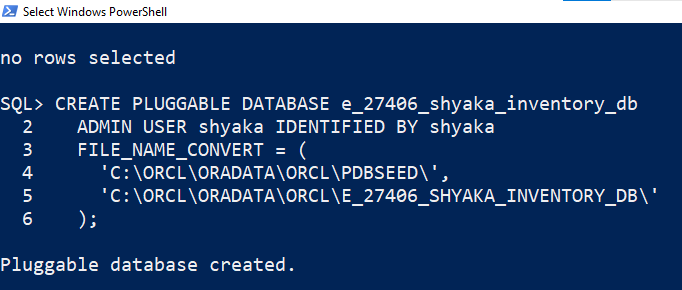 Select Windows PowerShell
no rows selected
SQL> CREATE PLUGGABLE DATABASE e_27406_shyaka_inventory_db
  2    ADMIN USER shyaka IDENTIFIED BY shyaka
  3    FILE_NAME_CONVERT = (
  4      'C:\ORCL\ORADATA\ORCL\PDBSEED\',
  5      'C:\ORCL\ORADATA\ORCL\E_27406_SHYAKA_INVENTORY_DB\'
  6    );
Pluggable database created.